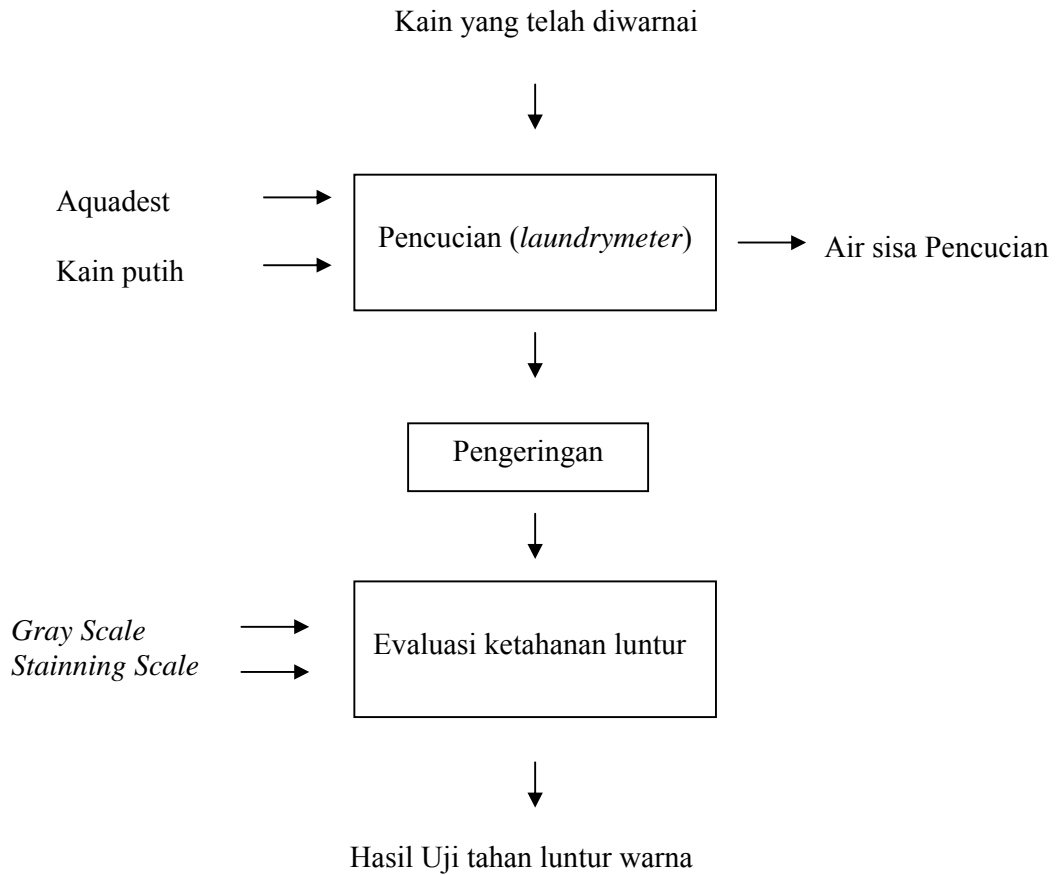 Kain yang telah diwarnai
Aquadest
Kain putih
Pencucian (laundrymeter)
Air sisa Pencucian
Pengeringan
Gray Scale
Stainning Scale
Evaluasi ketahanan luntur
Hasil Uji tahan luntur warna